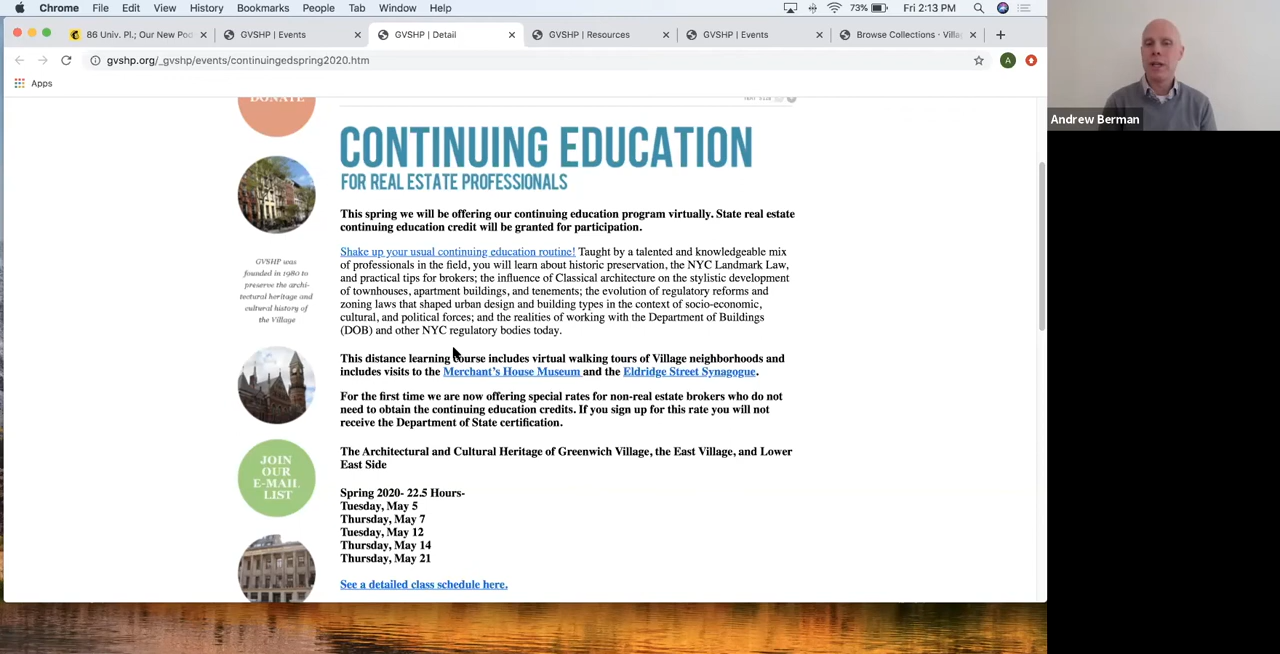 Chrome File Edit View History Bookmarks People Tab Window Help 73% Fri 2:13 PM
86 Univ. Pl.; Our New Poc × GVSHP | Events × GVSHP | Detail × GVSHP | Resources × GVSHP | Events × Browse Collections · Villa × +
gvshp.org/_gvshp/events/continuingedspring2020.htm A
Apps
DONATE
TEXT SIZE
CONTINUING EDUCATION
FOR REAL ESTATE PROFESSIONALS
This spring we will be offering our continuing education program virtually. State real estate
continuing education credit will be granted for participation.
Shake up your usual continuing education routine! Taught by a talented and knowledgeable mix
of professionals in the field, you will learn about historic preservation, the NYC Landmark Law,
and practical tips for brokers; the influence of Classical architecture on the stylistic development
of townhouses, apartment buildings, and tenements; the evolution of regulatory reforms and
zoning laws that shaped urban design and building types in the context of socio-economic,
cultural, and political forces; and the realities of working with the Department of Buildings
(DOB) and other NYC regulatory bodies today.
This distance learning course includes virtual walking tours of Village neighborhoods and
includes visits to the Merchant's House Museum and the Eldridge Street Synagogue.
For the first time we are now offering special rates for non-real estate brokers who do not
need to obtain the continuing education credits. If you sign up for this rate you will not
receive the Department of State certification.
The Architectural and Cultural Heritage of Greenwich Village, the East Village, and Lower
East Side
Spring 2020- 22.5 Hours-
Tuesday, May 5
Thursday, May 7
Tuesday, May 12
Thursday, May 14
Thursday, May 21
See a detailed class schedule here.
GVSHP was
founded in 1980 to
preserve the archi-
tectural heritage and
cultural history of
the Village
JOIN
OUR
E-MAIL
LIST
Andrew Berman